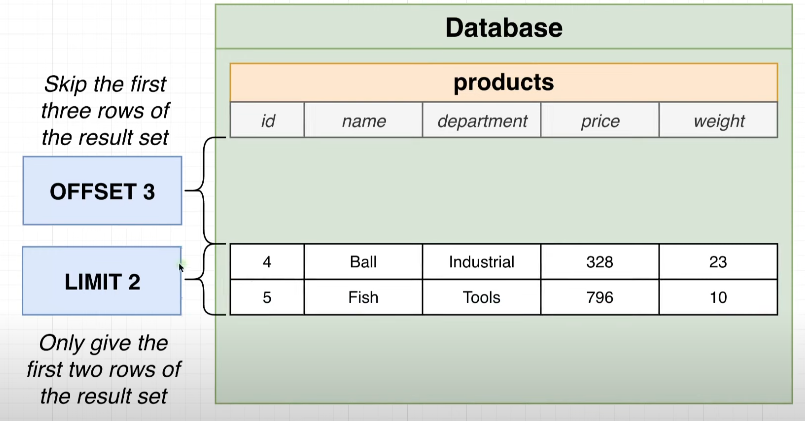 Database
Skip the first
three rows of
the result set
OFFSET 3
LIMIT 2
Only give the
first two rows of
the result set
products
id name department price weight
4 Ball Industrial 328 23
5 Fish Tools 796 10